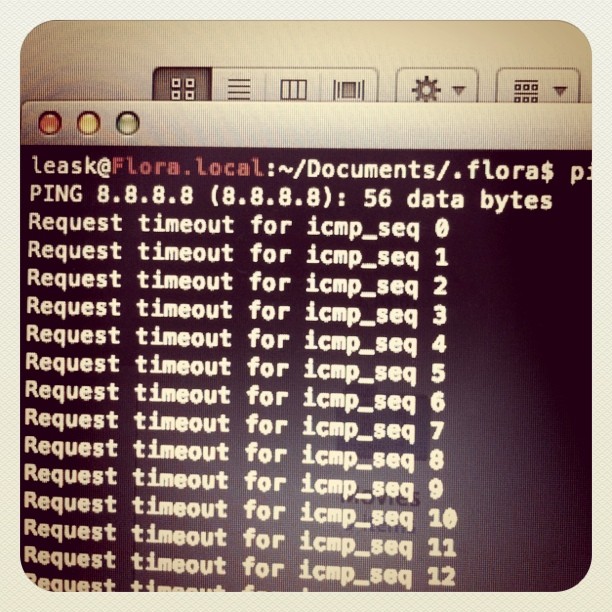 leask@Flora.local:~/Documents/.flora$ pi
PING 8.8.8.8 (8.8.8.8): 56 data bytes
Request timeout for icmp_seq 0
Request timeout for icmp_seq 1
Request timeout for icmp_seq 2
Request timeout for icmp_seq 3
Request timeout for icmp_seq 4
Request timeout for icmp_seq 5
Request timeout for icmp_seq 6
Request timeout for icmp_seq 7
Request timeout for icmp_seq 8
Request timeout for icmp_seq 9
Request timeout for icmp_seq 10
Request timeout for icmp_seq 11
Request timeout for icmp_seq 12
Request timeout for